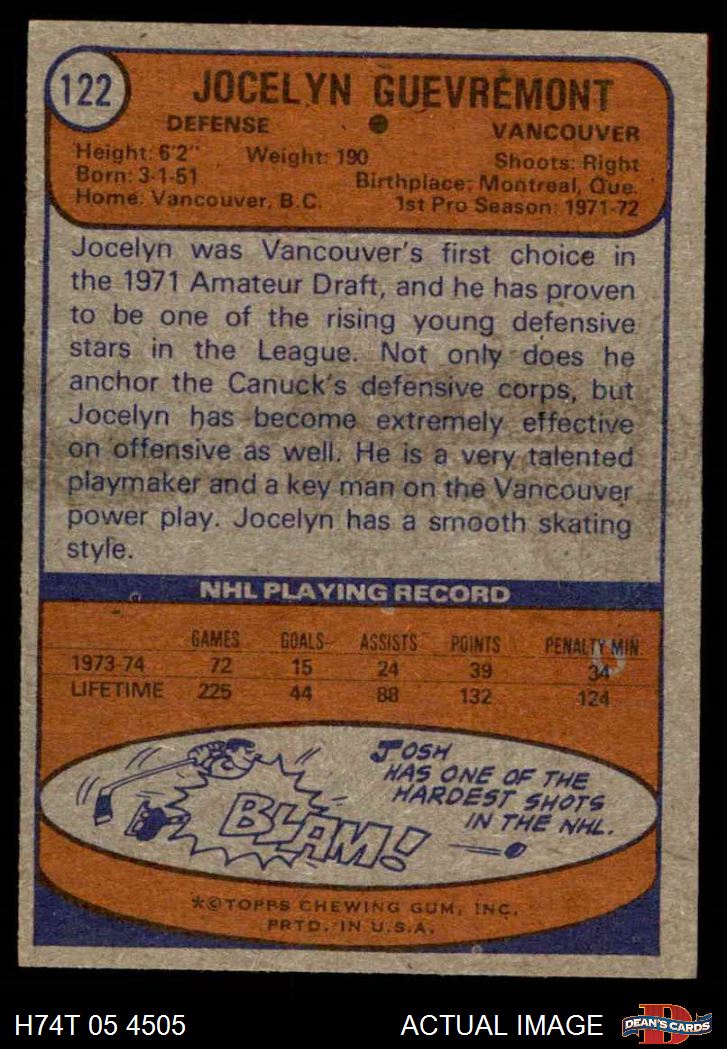 122
JOCELYN GUEVREMONT
DEFENSE VANCOUVER
Height: 6'2" Weight: 190 Shoots: Right
Born: 3-1-51 Birthplace: Montreal, Que.
Home: Vancouver, B.C. 1st Pro Season: 1971-72
Jocelyn was Vancouver's first choice in
the 1971 Amateur Draft, and he has proven
to be one of the rising young defensive
stars in the League. Not only does he
anchor the Canuck's defensive corps, but
Jocelyn has become extremely effective
on offensive as well. He is a very talented
playmaker and a key man on the Vancouver
power play. Jocelyn has a smooth skating
style.
NHL PLAYING RECORD
GAMES GOALS ASSISTS POINTS PENALTY MIN.
1973-74 72 15 24 39 34
LIFETIME 225 44 88 132 124
JOSH
HAS ONE OF THE
HARDEST SHOTS
IN THE NHL.
BLAM!
*©TOPPS CHEWING GUM, INC.
PRTD. IN U.S.A.
H74T 05 4505 ACTUAL IMAGE
D
DEAN'S CARDS